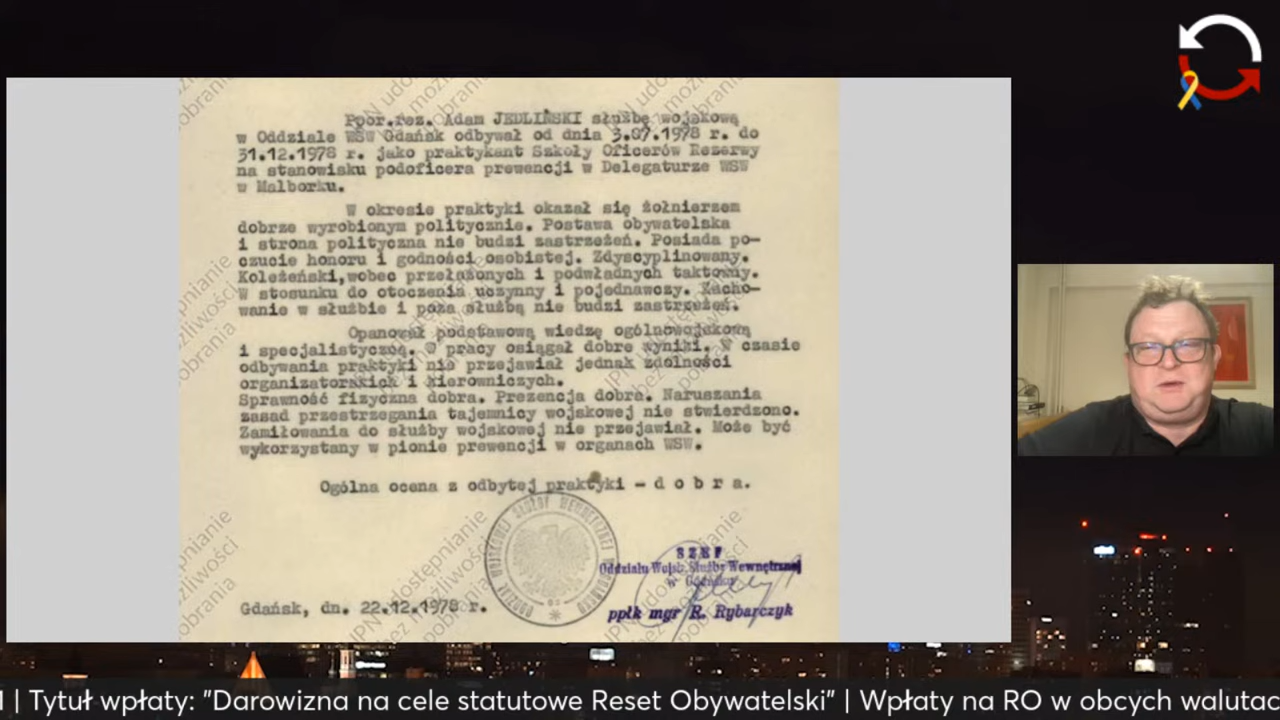 Ppor.rez. Adam JEDLIŃSKI służbę wojskową
w Oddziale WSW Gdańsk odbywał od dnia 3.07.1978 r. do
31.12.1978 r. jako praktykant Szkoły Oficerów Rezerwy
na stanowisku podoficera prewencji w Delegaturze WSW
w Malborku.
W okresie praktyki okazał się żołnierzem
dobrze wyrobionym politycznie. Postawa obywatelska
i strona polityczna nie budzi zastrzeżeń. Posiada po-
czucie honoru i godności osobistej. Zdyscyplinowany.
Koleżeński,wobec przełożonych i podwładnych taktowny.
W stosunku do otoczenia uczynny i pojednawczy. Zacho-
wanie w służbie i poza służbą nie budzi zastrzeżeń.
Opanował podstawową wiedzę ogólnowojskową
i specjalistyczną. W pracy osiągał dobre wyniki. W czasie
odbywania praktyki nie przejawiał jednak zdolności
organizatorskich i kierowniczych.
Sprawność fizyczna dobra. Prezencja dobra. Naruszania
zasad przestrzegania tajemnicy wojskowej nie stwierdzono.
Zamiłowania do służby wojskowej nie przejawiał. Może być
wykorzystany w pionie prewencji w organach WSW.
Ogólna ocena z odbytej praktyki – d o b r a.
SZEF
Oddziału Wojsk. Służby Wewnętrznej
w Gdańsku
ppłk mgr R. Rybarczyk
Gdańsk, dn. 22.12.1978 r.
| Tytuł wpłaty: "Darowizna na cele statutowe Reset Obywatelski" | Wpłaty na RO w obcych walutac